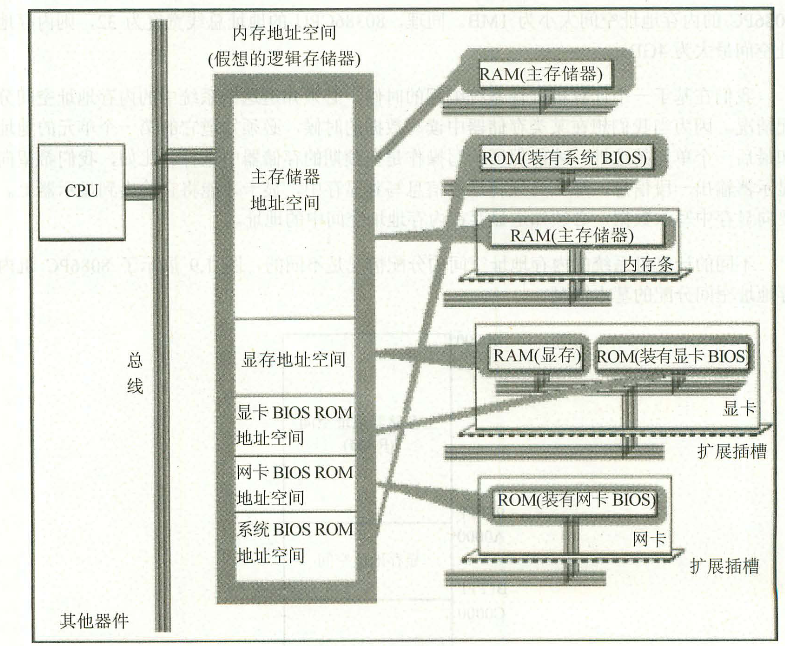 内存地址空间
(假想的逻辑存储器)
CPU
主存储器
地址空间
显存地址空间
显卡 BIOS ROM
地址空间
网卡 BIOS ROM
地址空间
系统 BIOS ROM
地址空间
总
线
其他器件
RAM(主存储器)
ROM(装有系统 BIOS)
RAM(主存储器)
内存条
RAM(显存)
ROM(装有显卡 BIOS)
显卡
扩展插槽
ROM(装有网卡 BIOS)
网卡
扩展插槽